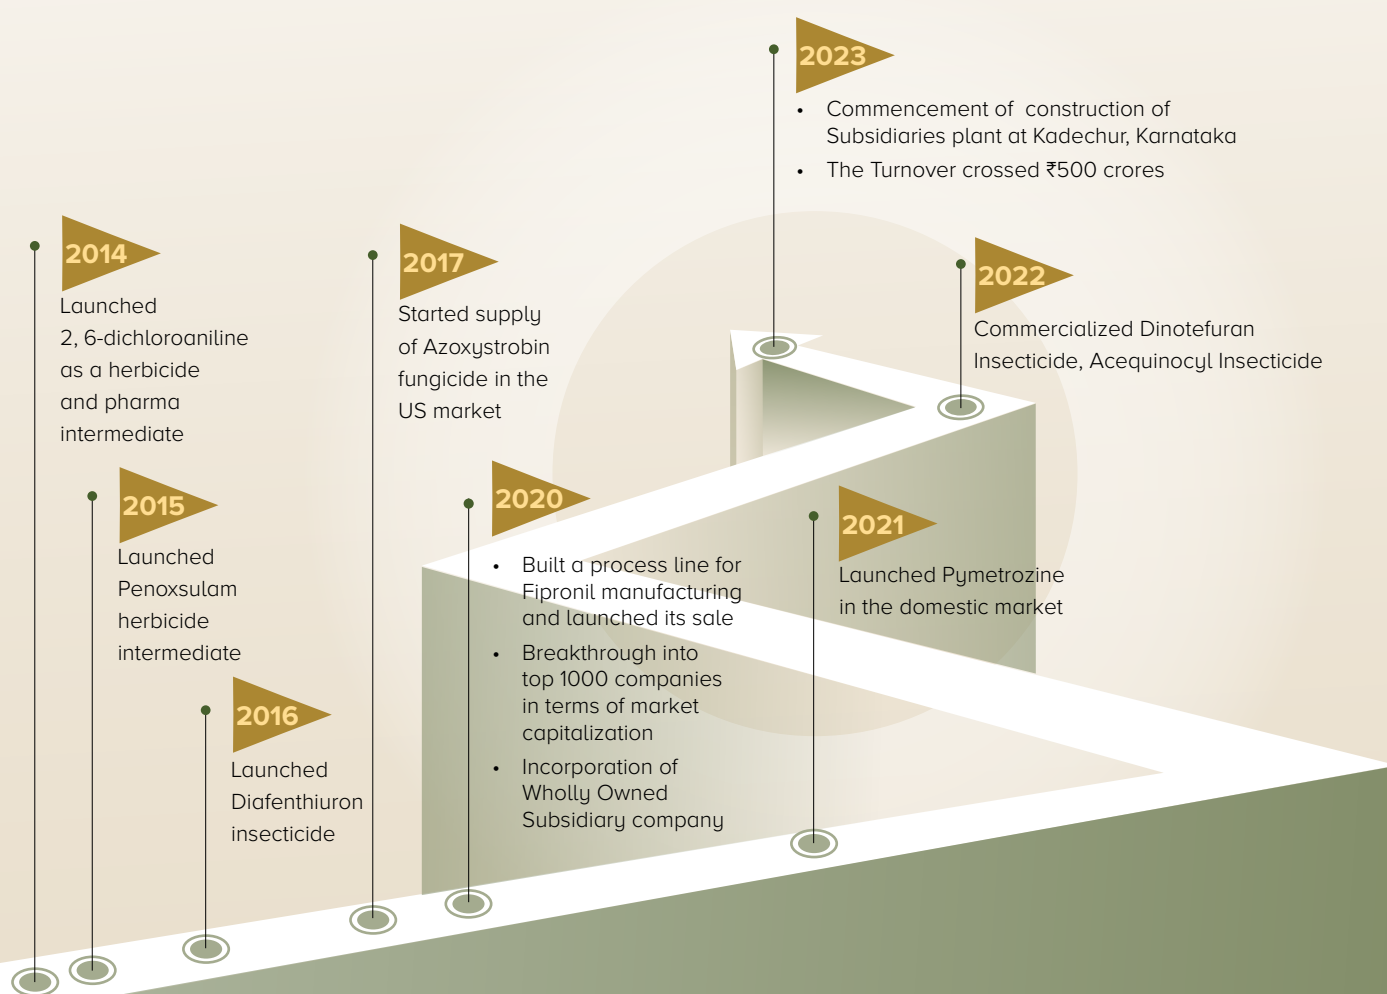 2014
Launched
2, 6-dichloroaniline
as a herbicide
and pharma
intermediate
2015
Launched
Penoxsulam
herbicide
intermediate
2016
Launched
Diafenthiuron
insecticide
2017
Started supply
of Azoxystrobin
fungicide in the
US market
2020
• Built a process line for
Fipronil manufacturing
and launched its sale
• Breakthrough into
top 1000 companies
in terms of market
capitalization
• Incorporation of
Wholly Owned
Subsidiary company
2021
Launched Pymetrozine
in the domestic market
2022
Commercialized Dinotefuran
Insecticide, Acequinocyl Insecticide
2023
• Commencement of construction of
Subsidiaries plant at Kadechur, Karnataka
• The Turnover crossed ₹500 crores